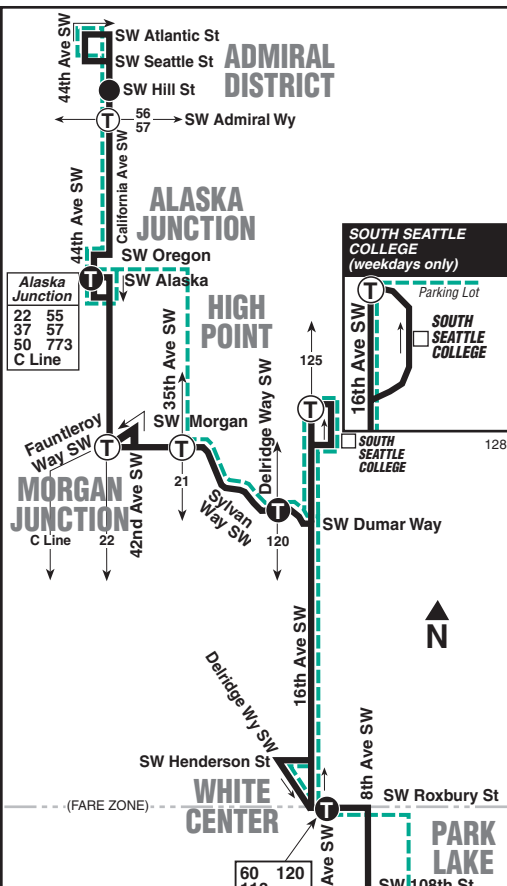 44th Ave SW
SW Atlantic St
SW Seattle St
ADMIRAL
DISTRICT
SW Hill St
T
56
57
SW Admiral Wy
California Ave SW
44th Ave SW
ALASKA
JUNCTION
SW Oregon
T
SW Alaska
Alaska
Junction
22 55
37 57
50 773
C Line
HIGH
POINT
35th Ave SW
SOUTH SEATTLE
COLLEGE
(weekdays only)
T
Parking Lot
16th Ave SW
SOUTH
SEATTLE
COLLEGE
125
T
SOUTH
SEATTLE
COLLEGE
128
Delridge Way SW
Fauntleroy
Way SW
SW Morgan
T
T
21
MORGAN
JUNCTION
42nd Ave SW
C Line
22
Sylvan
Way SW
T
120
SW Dumar Way
N
16th Ave SW
Delridge Wy SW
SW Henderson St
8th Ave SW
WHITE
CENTER
(FARE ZONE)
T
SW Roxbury St
PARK
LAKE
60 120
Ave SW
SW 108th St